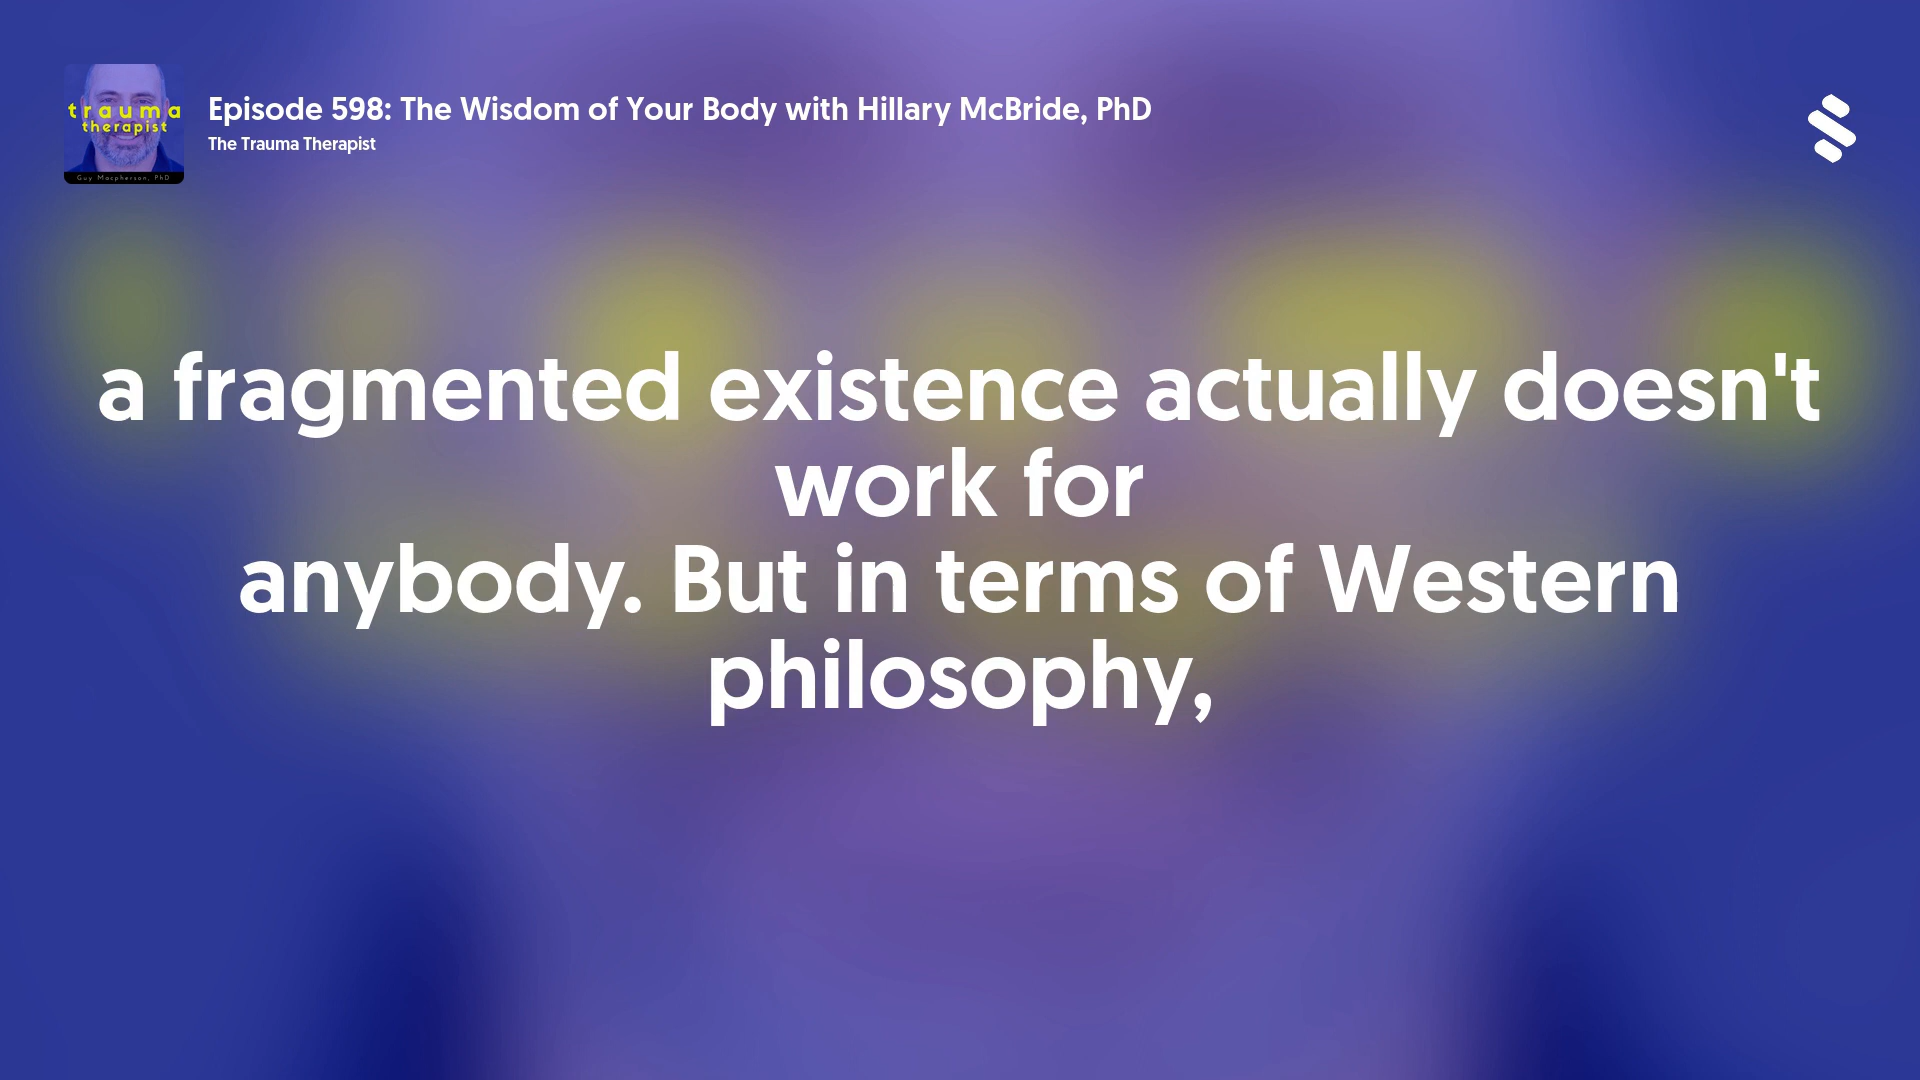 trauma
therapist
Guy Macpherson, PhD
Episode 598: The Wisdom of Your Body with Hillary McBride, PhD
The Trauma Therapist
a fragmented existence actually doesn't
work for
anybody. But in terms of Western
philosophy,